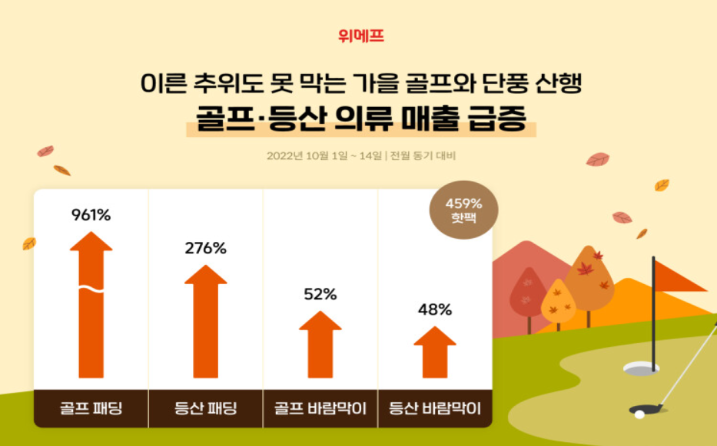 위메프
이른 추위도 못 막는 가을 골프와 단풍 산행
골프·등산 의류 매출 급증
2022년 10월 1일 ~ 14일 | 전월 동기 대비
459%
핫팩
961%
276%
52%
48%
골프 패딩
등산 패딩
골프 바람막이
등산 바람막이